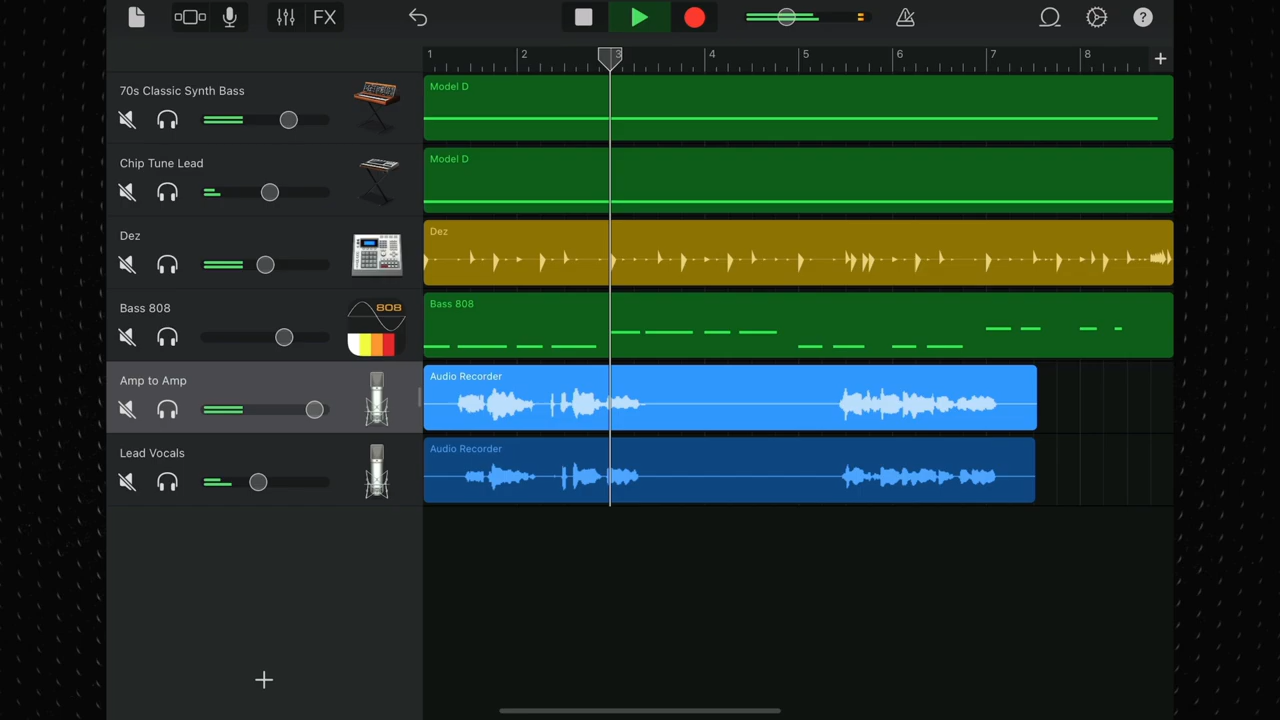 FX
?
1 2 3 4 5 6 7 8
70s Classic Synth Bass
Model D
Chip Tune Lead
Model D
Dez
Dez
Bass 808
808
Bass 808
Amp to Amp
Audio Recorder
Lead Vocals
Audio Recorder